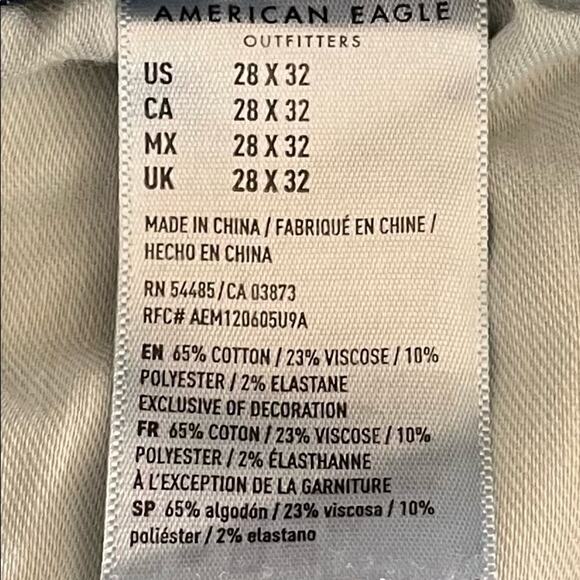 AMERICAN EAGLE
OUTFITTERS
US 28 X 32
CA 28 X 32
MX 28 X 32
UK 28 X 32
MADE IN CHINA / FABRIQUÉ EN CHINE /
HECHO EN CHINA
RN 54485/CA 03873
RFC# AEM120605U9A
EN 65% COTTON / 23% VISCOSE / 10%
POLYESTER / 2% ELASTANE
EXCLUSIVE OF DECORATION
FR 65% COTON / 23% VISCOSE / 10%
POLYESTER / 2% ÉLASTHANNE
À L'EXCEPTION DE LA GARNITURE
SP 65% algodón / 23% viscosa / 10%
poliéster / 2% elastano